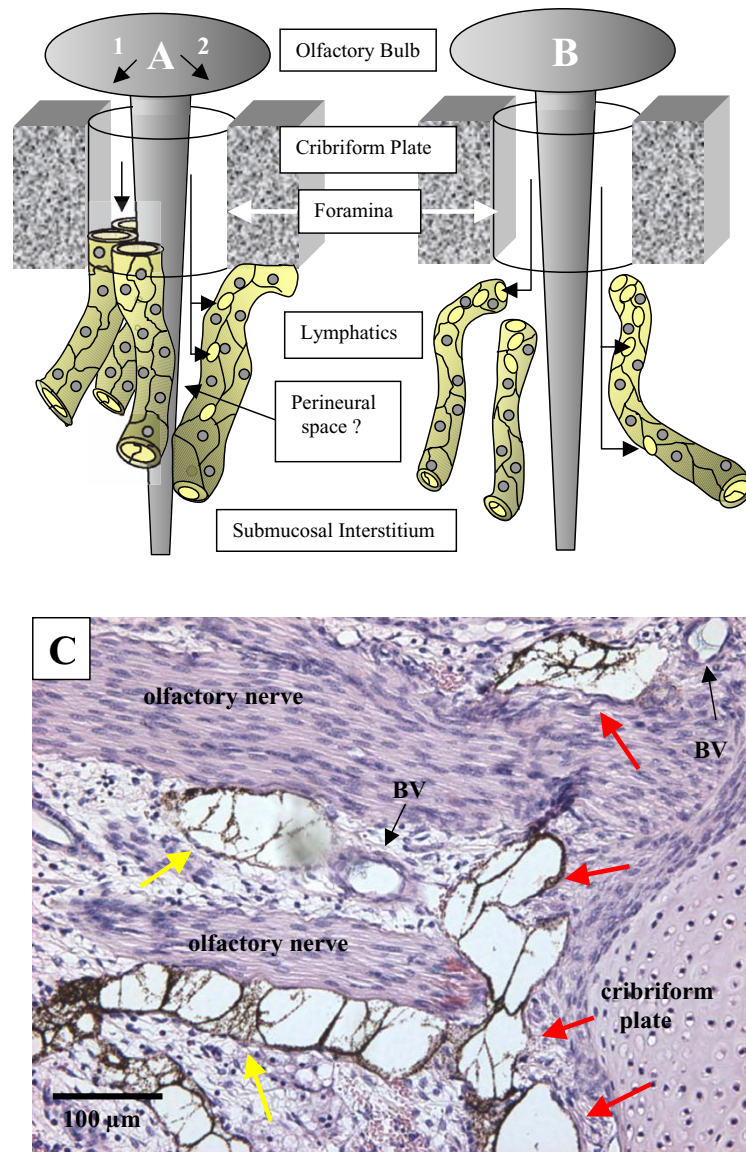 Olfactory Bulb
1
A
2
B
Cribriform Plate
Foramina
Lymphatics
Perineural
space ?
Submucosal Interstitium
C
olfactory nerve
BV
BV
olfactory nerve
cribriform
plate
100 µm